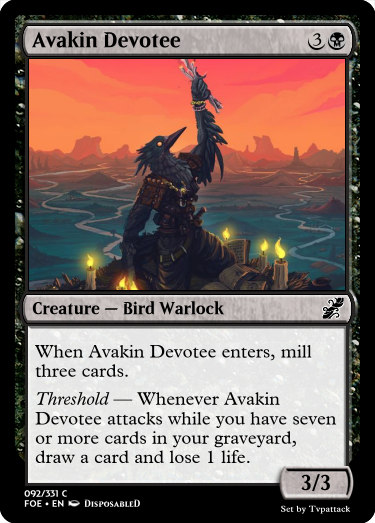 Avakin Devotee 3
Creature — Bird Warlock
When Avakin Devotee enters, mill
three cards.
Threshold — Whenever Avakin
Devotee attacks while you have seven
or more cards in your graveyard,
draw a card and lose 1 life.
3/3
092/331 C
FOE • EN DisposableD
Set by Tvpattack